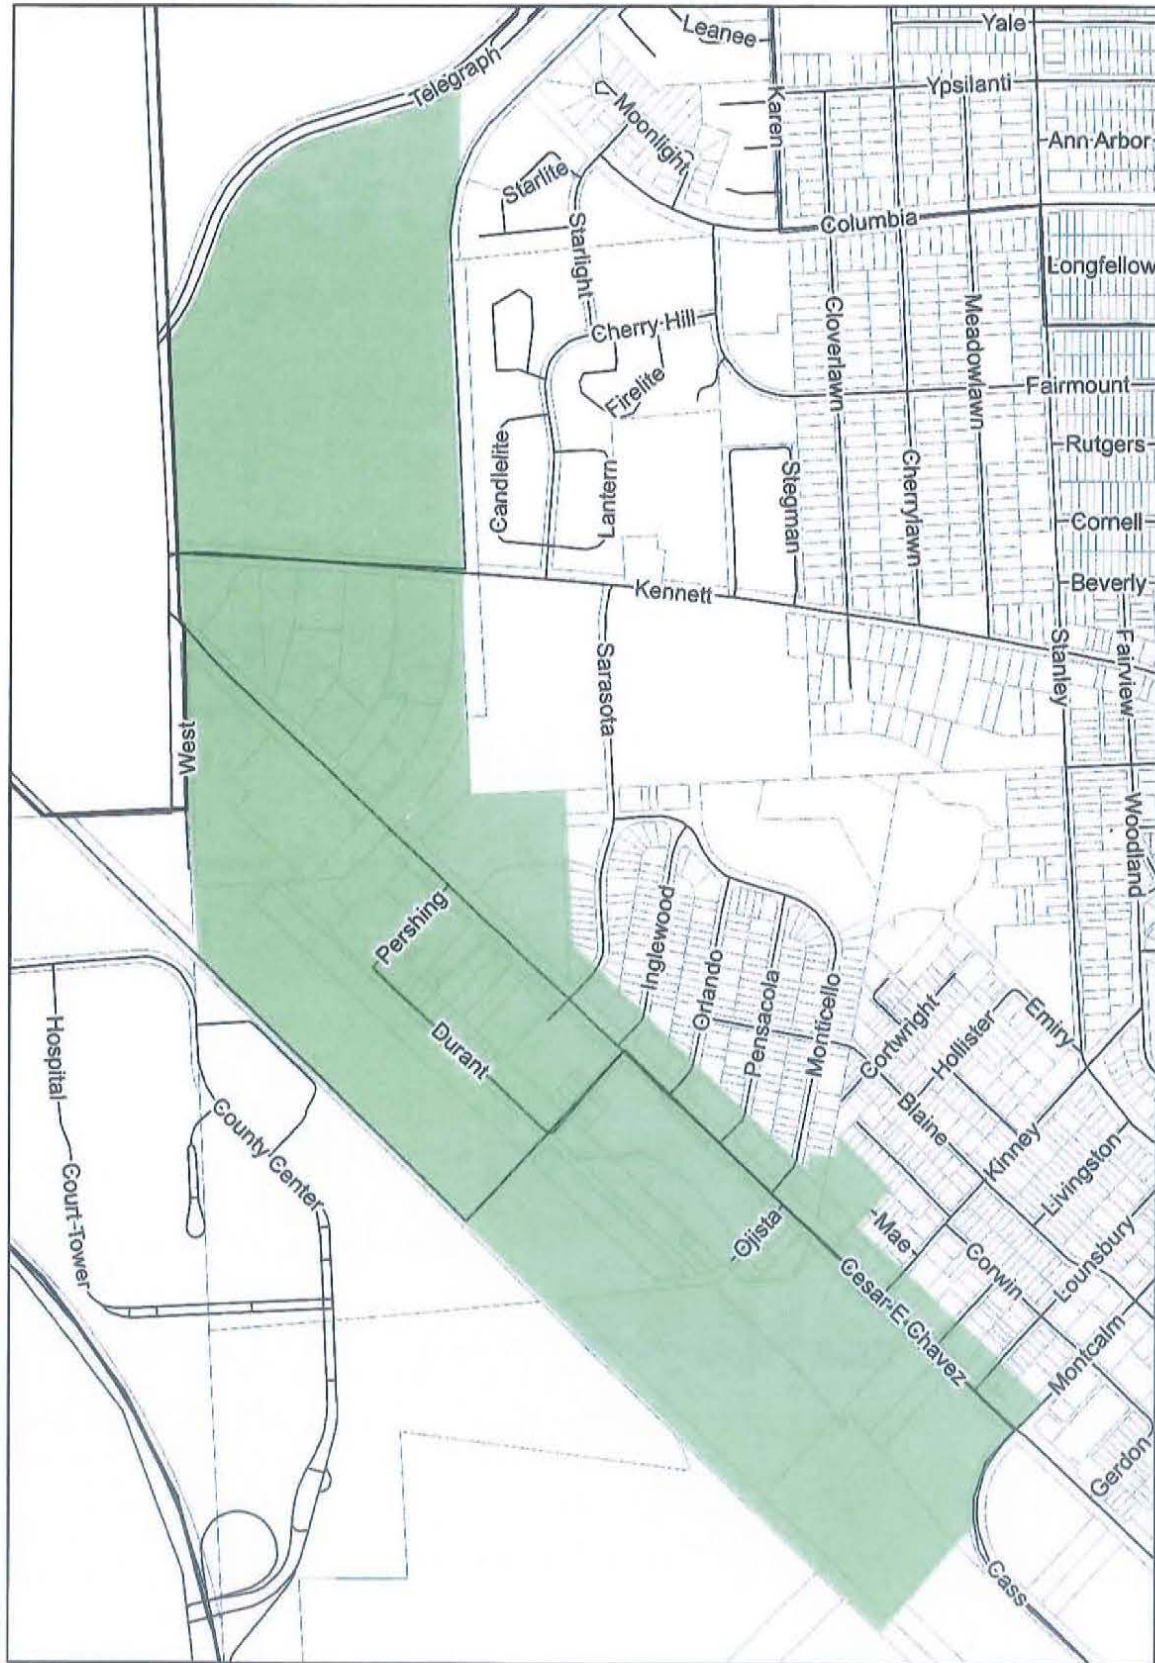 Leanee
Yale
Telegraph
Ypsilanti
Karen
Moonlight
Ann Arbor
Starlite
Columbia
Starlight
Longfellow
Cloverlawn
Meadowlawn
Cherry Hill
Firelite
Fairmount
Rutgers
Candlelite
Lantern
Stegman
Cherrylawn
Cornell
Kennett
Beverly
Sarasota
Stanley
Fairview
West
Woodland
Pershing
Inglewood
Orlando
Pensacola
Monticello
Cortwright
Hollister
Emiry
Durant
Blaine
Hospital
Kinney
Livingston
County Center
Court Tower
Ojista
Mae
Corwin
Lounsbury
Cesar E Chavez
Montcalm
Gerdon
Cass